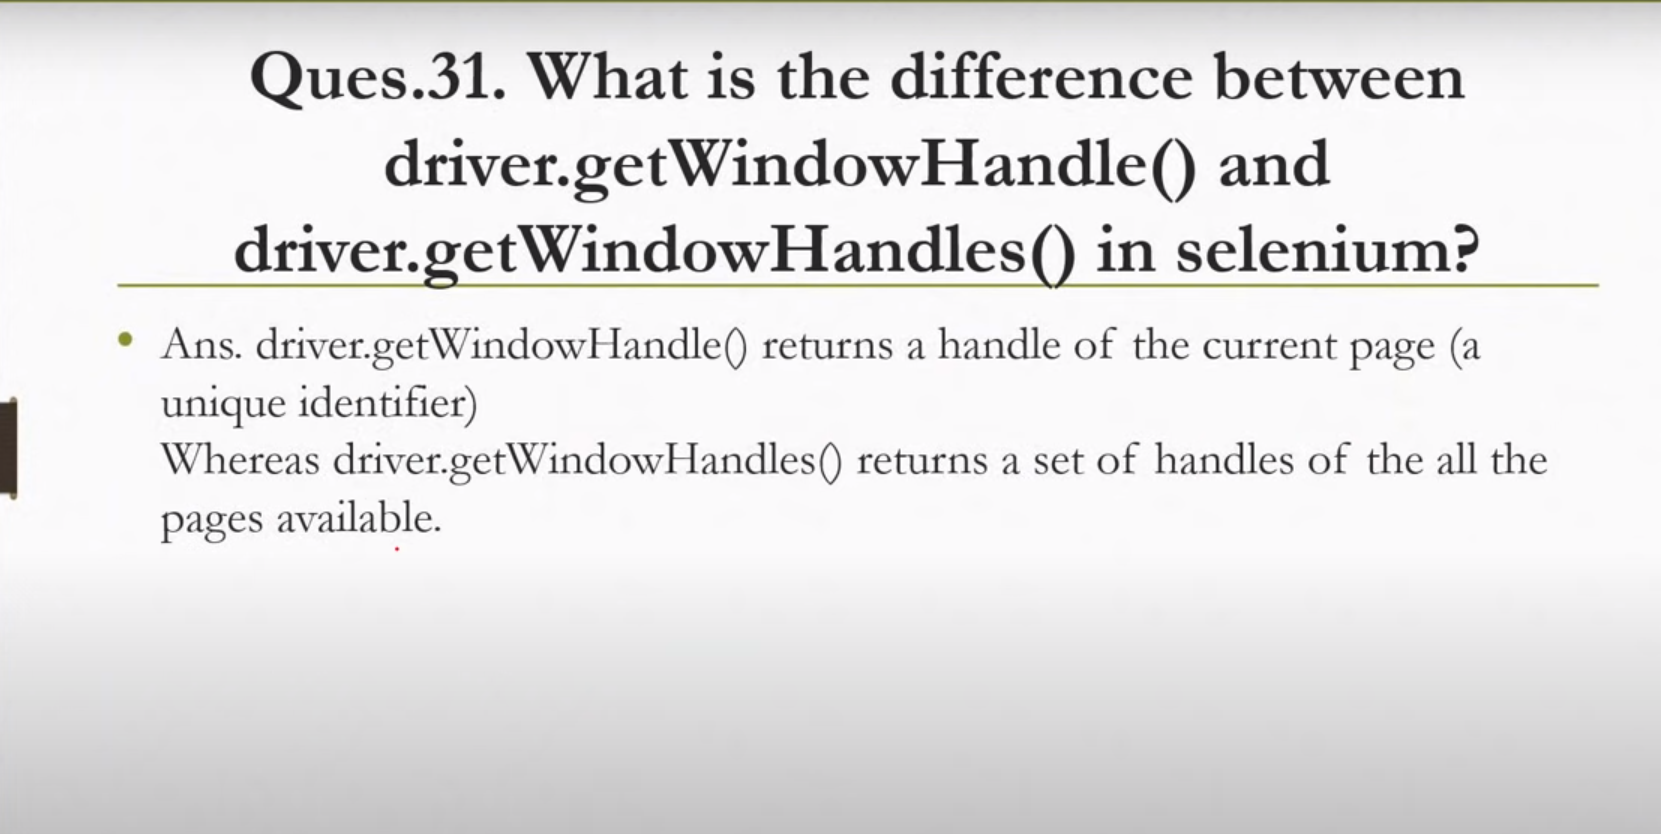 Ques.31. What is the difference between
driver.getWindowHandle() and
driver.getWindowHandles() in selenium?
• Ans. driver.getWindowHandle() returns a handle of the current page (a
unique identifier)
Whereas driver.getWindowHandles() returns a set of handles of the all the
pages available.